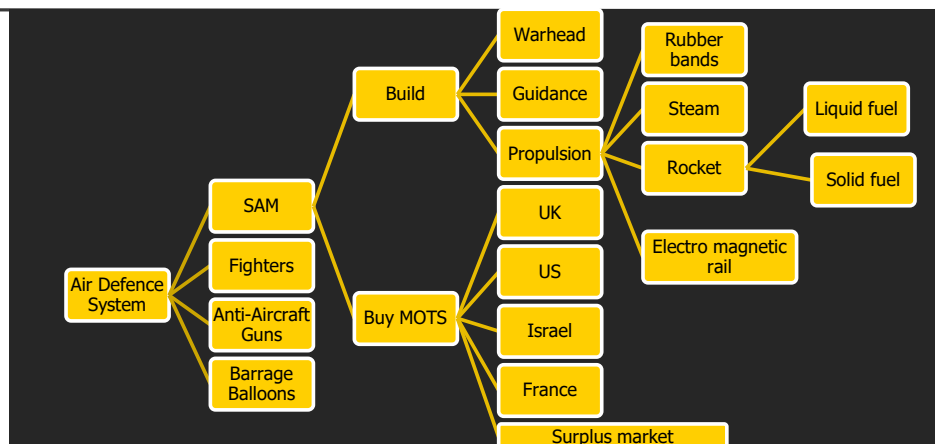 Air Defence
System
SAM
Fighters
Anti-Aircraft
Guns
Barrage
Balloons
Build
Buy MOTS
Warhead
Guidance
Propulsion
UK
US
Israel
France
Surplus market
Rubber
bands
Steam
Rocket
Electro magnetic
rail
Liquid fuel
Solid fuel